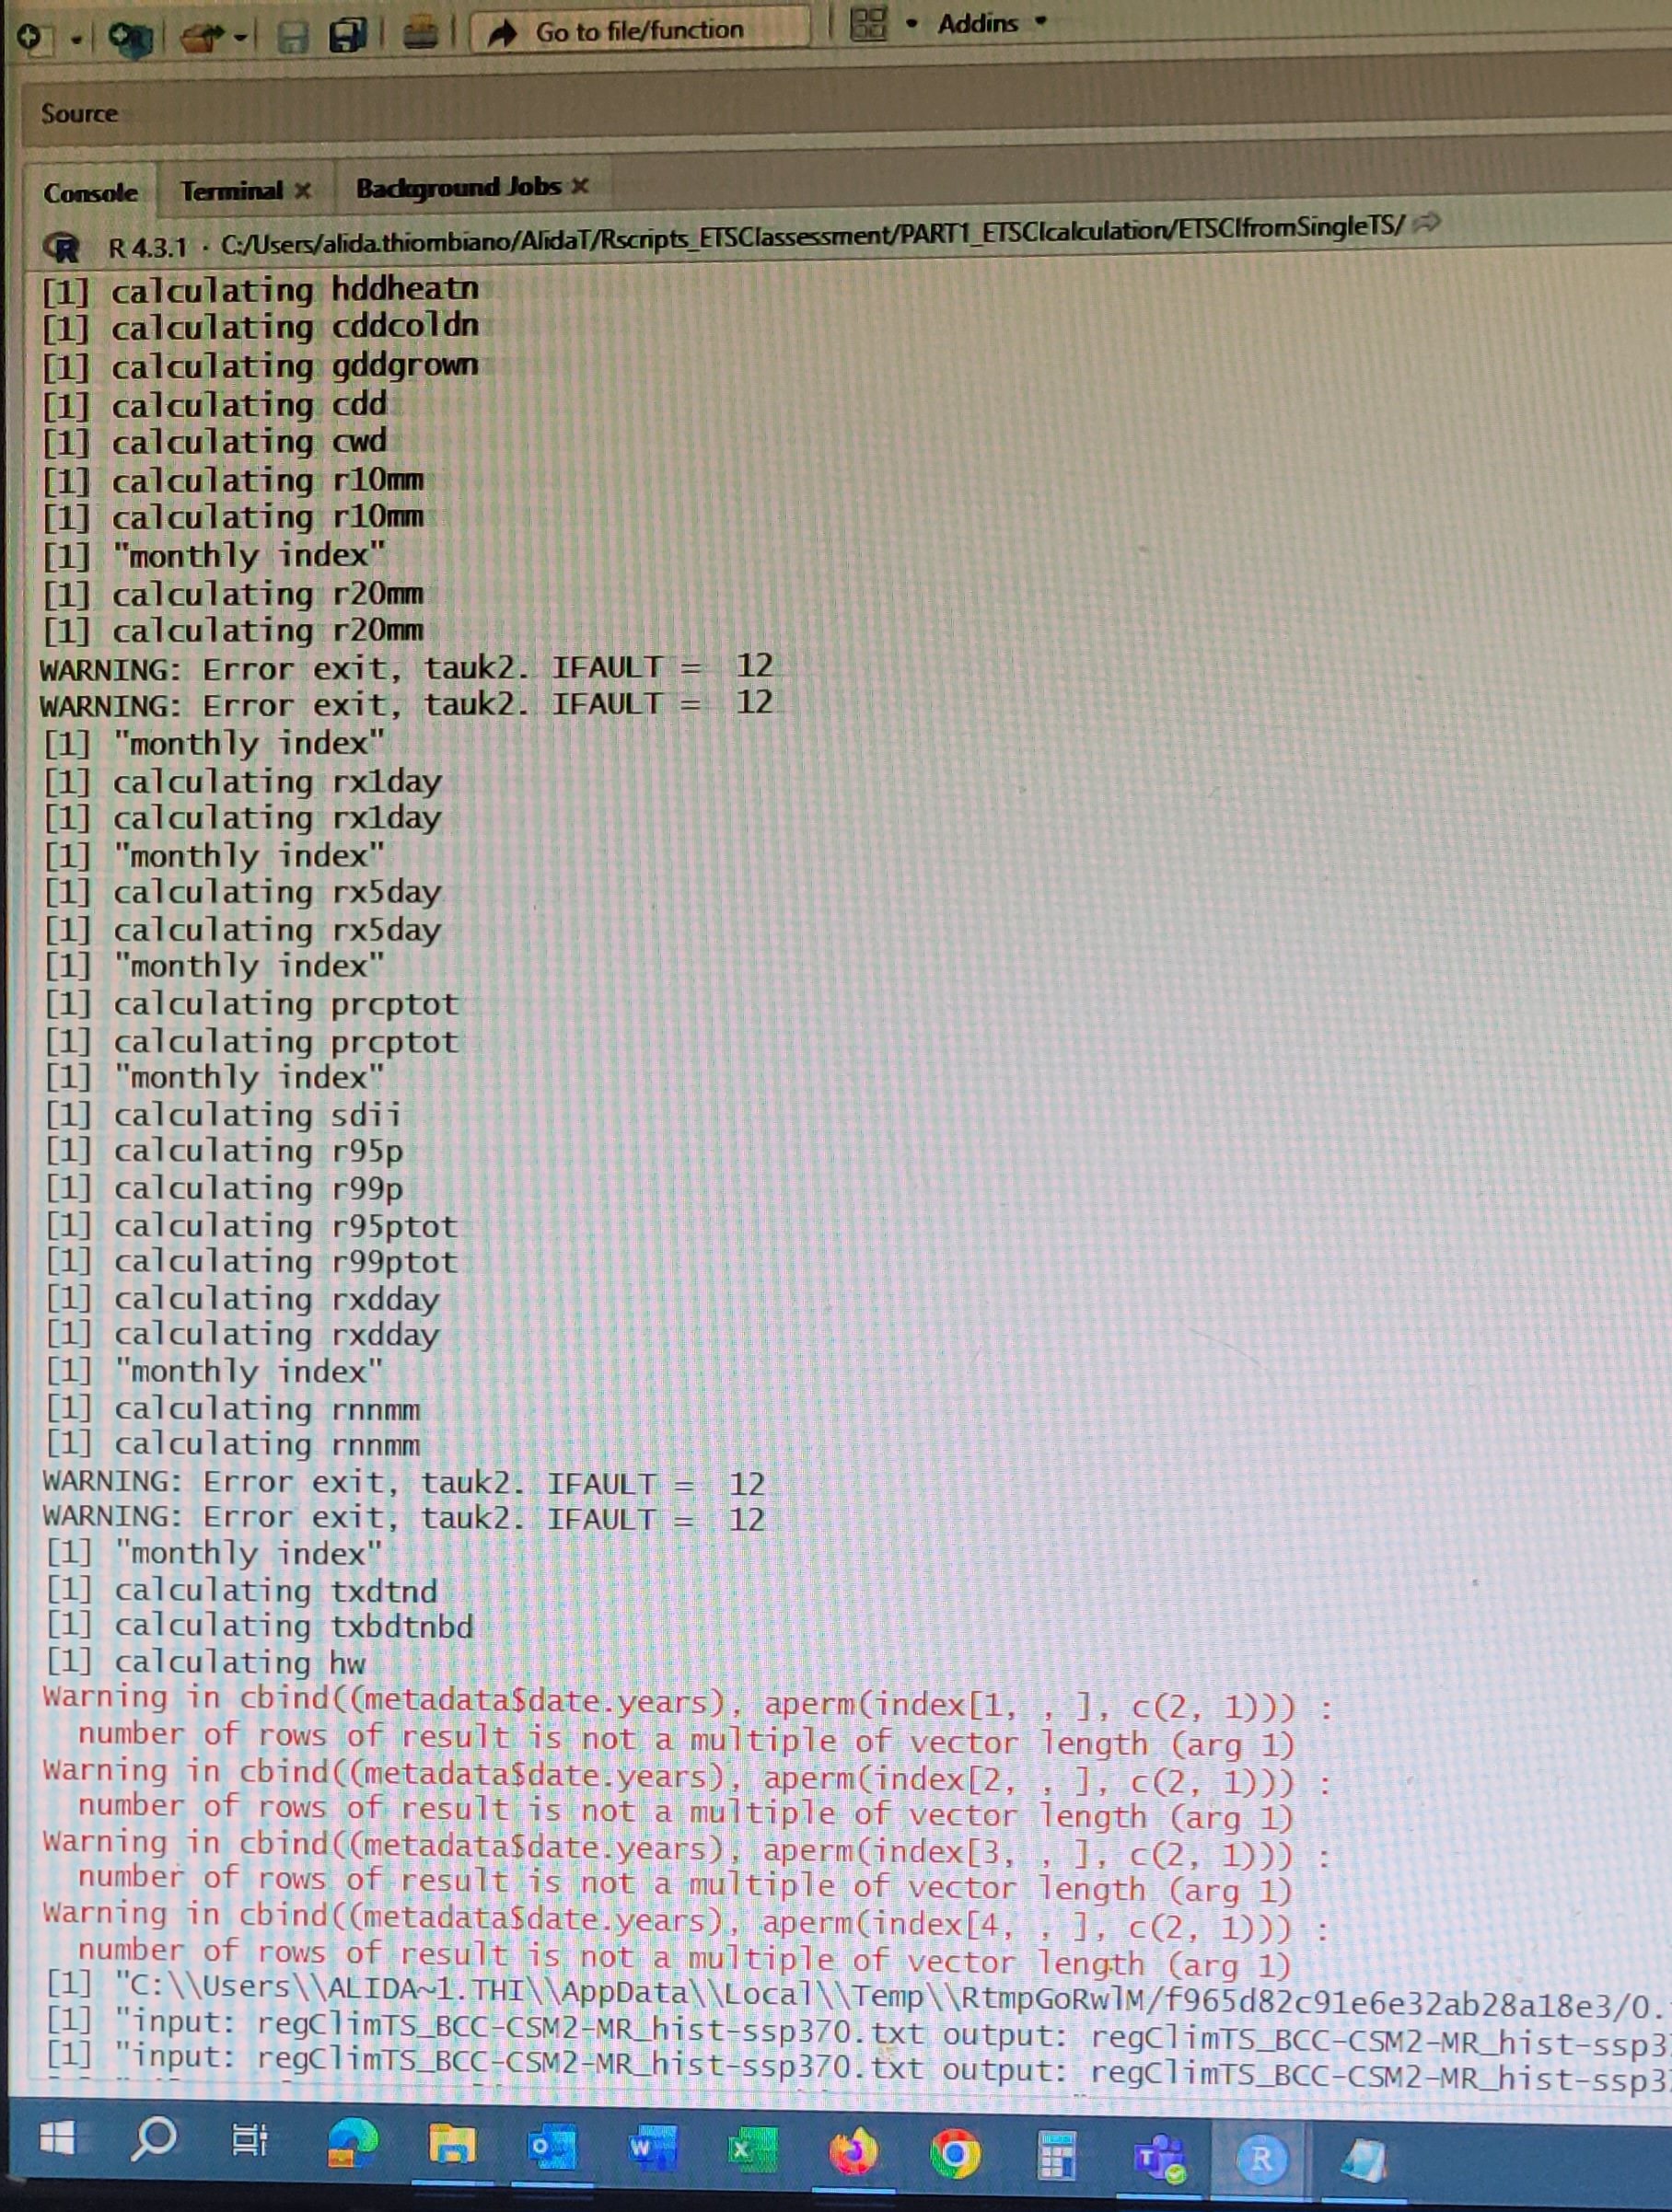 Go to file/function
Addins
Source
Console
Terminal
Background Jobs
R 4.3.1 · C:/Users/alida.thiombiano/AlidaT/Rscripts_ETSCIassessment/PART1_ETSCIcalculation/ETSCIfromSingleTS/
[1] calculating hddheatn
[1] calculating cddcoldn
[1] calculating gddgrown
[1] calculating cdd
[1] calculating cwd
[1] calculating r10mm
[1] calculating r10mm
[1] "monthly index"
[1] calculating r20mm
[1] calculating r20mm
WARNING: Error exit, tauk2. IFAULT = 12
WARNING: Error exit, tauk2. IFAULT = 12
[1] "monthly index"
[1] calculating rx1day
[1] calculating rx1day
[1] "monthly index"
[1] calculating rx5day
[1] calculating rx5day
[1] "monthly index"
[1] calculating prcptot
[1] calculating prcptot
[1] "monthly index"
[1] calculating sdii
[1] calculating r95p
[1] calculating r99p
[1] calculating r95ptot
[1] calculating r99ptot
[1] calculating rxdday
[1] calculating rxdday
[1] "monthly index"
[1] calculating rnnmm
[1] calculating rnnmm
WARNING: Error exit, tauk2. IFAULT = 12
WARNING: Error exit, tauk2. IFAULT = 12
[1] "monthly index"
[1] calculating txdtnd
[1] calculating txbdtnbd
[1] calculating hw
Warning in cbind((metadata$date.years), aperm(index[1, , ], c(2, 1))) :
number of rows of result is not a multiple of vector length (arg 1)
Warning in cbind((metadata$date.years), aperm(index[2, , ], c(2, 1))) :
number of rows of result is not a multiple of vector length (arg 1)
Warning in cbind((metadata$date.years), aperm(index[3, , ], c(2, 1))) :
number of rows of result is not a multiple of vector length (arg 1)
Warning in cbind((metadata$date.years), aperm(index[4, , ], c(2, 1))) :
number of rows of result is not a multiple of vector length (arg 1)
[1] "C:\\Users\\ALIDA~1.THI\\AppData\\Local\\Temp\\RtmpGoRwlM/f965d82c91e6e32ab28a18e3/0.
[1] "input: regClimTS_BCC-CSM2-MR_hist-ssp370.txt output: regClimTS_BCC-CSM2-MR_hist-ssp3
[1] "input: regClimTS_BCC-CSM2-MR_hist-ssp370.txt output: regClimTS_BCC-CSM2-MR_hist-ssp3